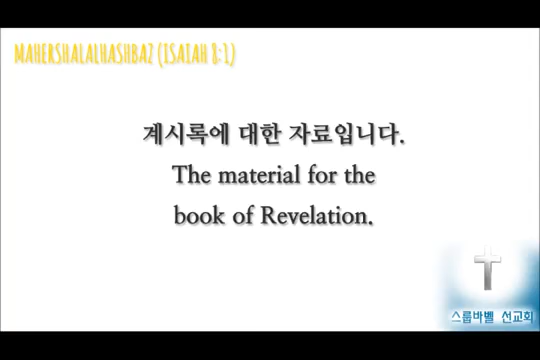 MAHERSHALALHASHBAZ (ISAIAH 8:1)
계시록에 대한 자료입니다.
The material for the
book of Revelation.
스룹바벨 선교회